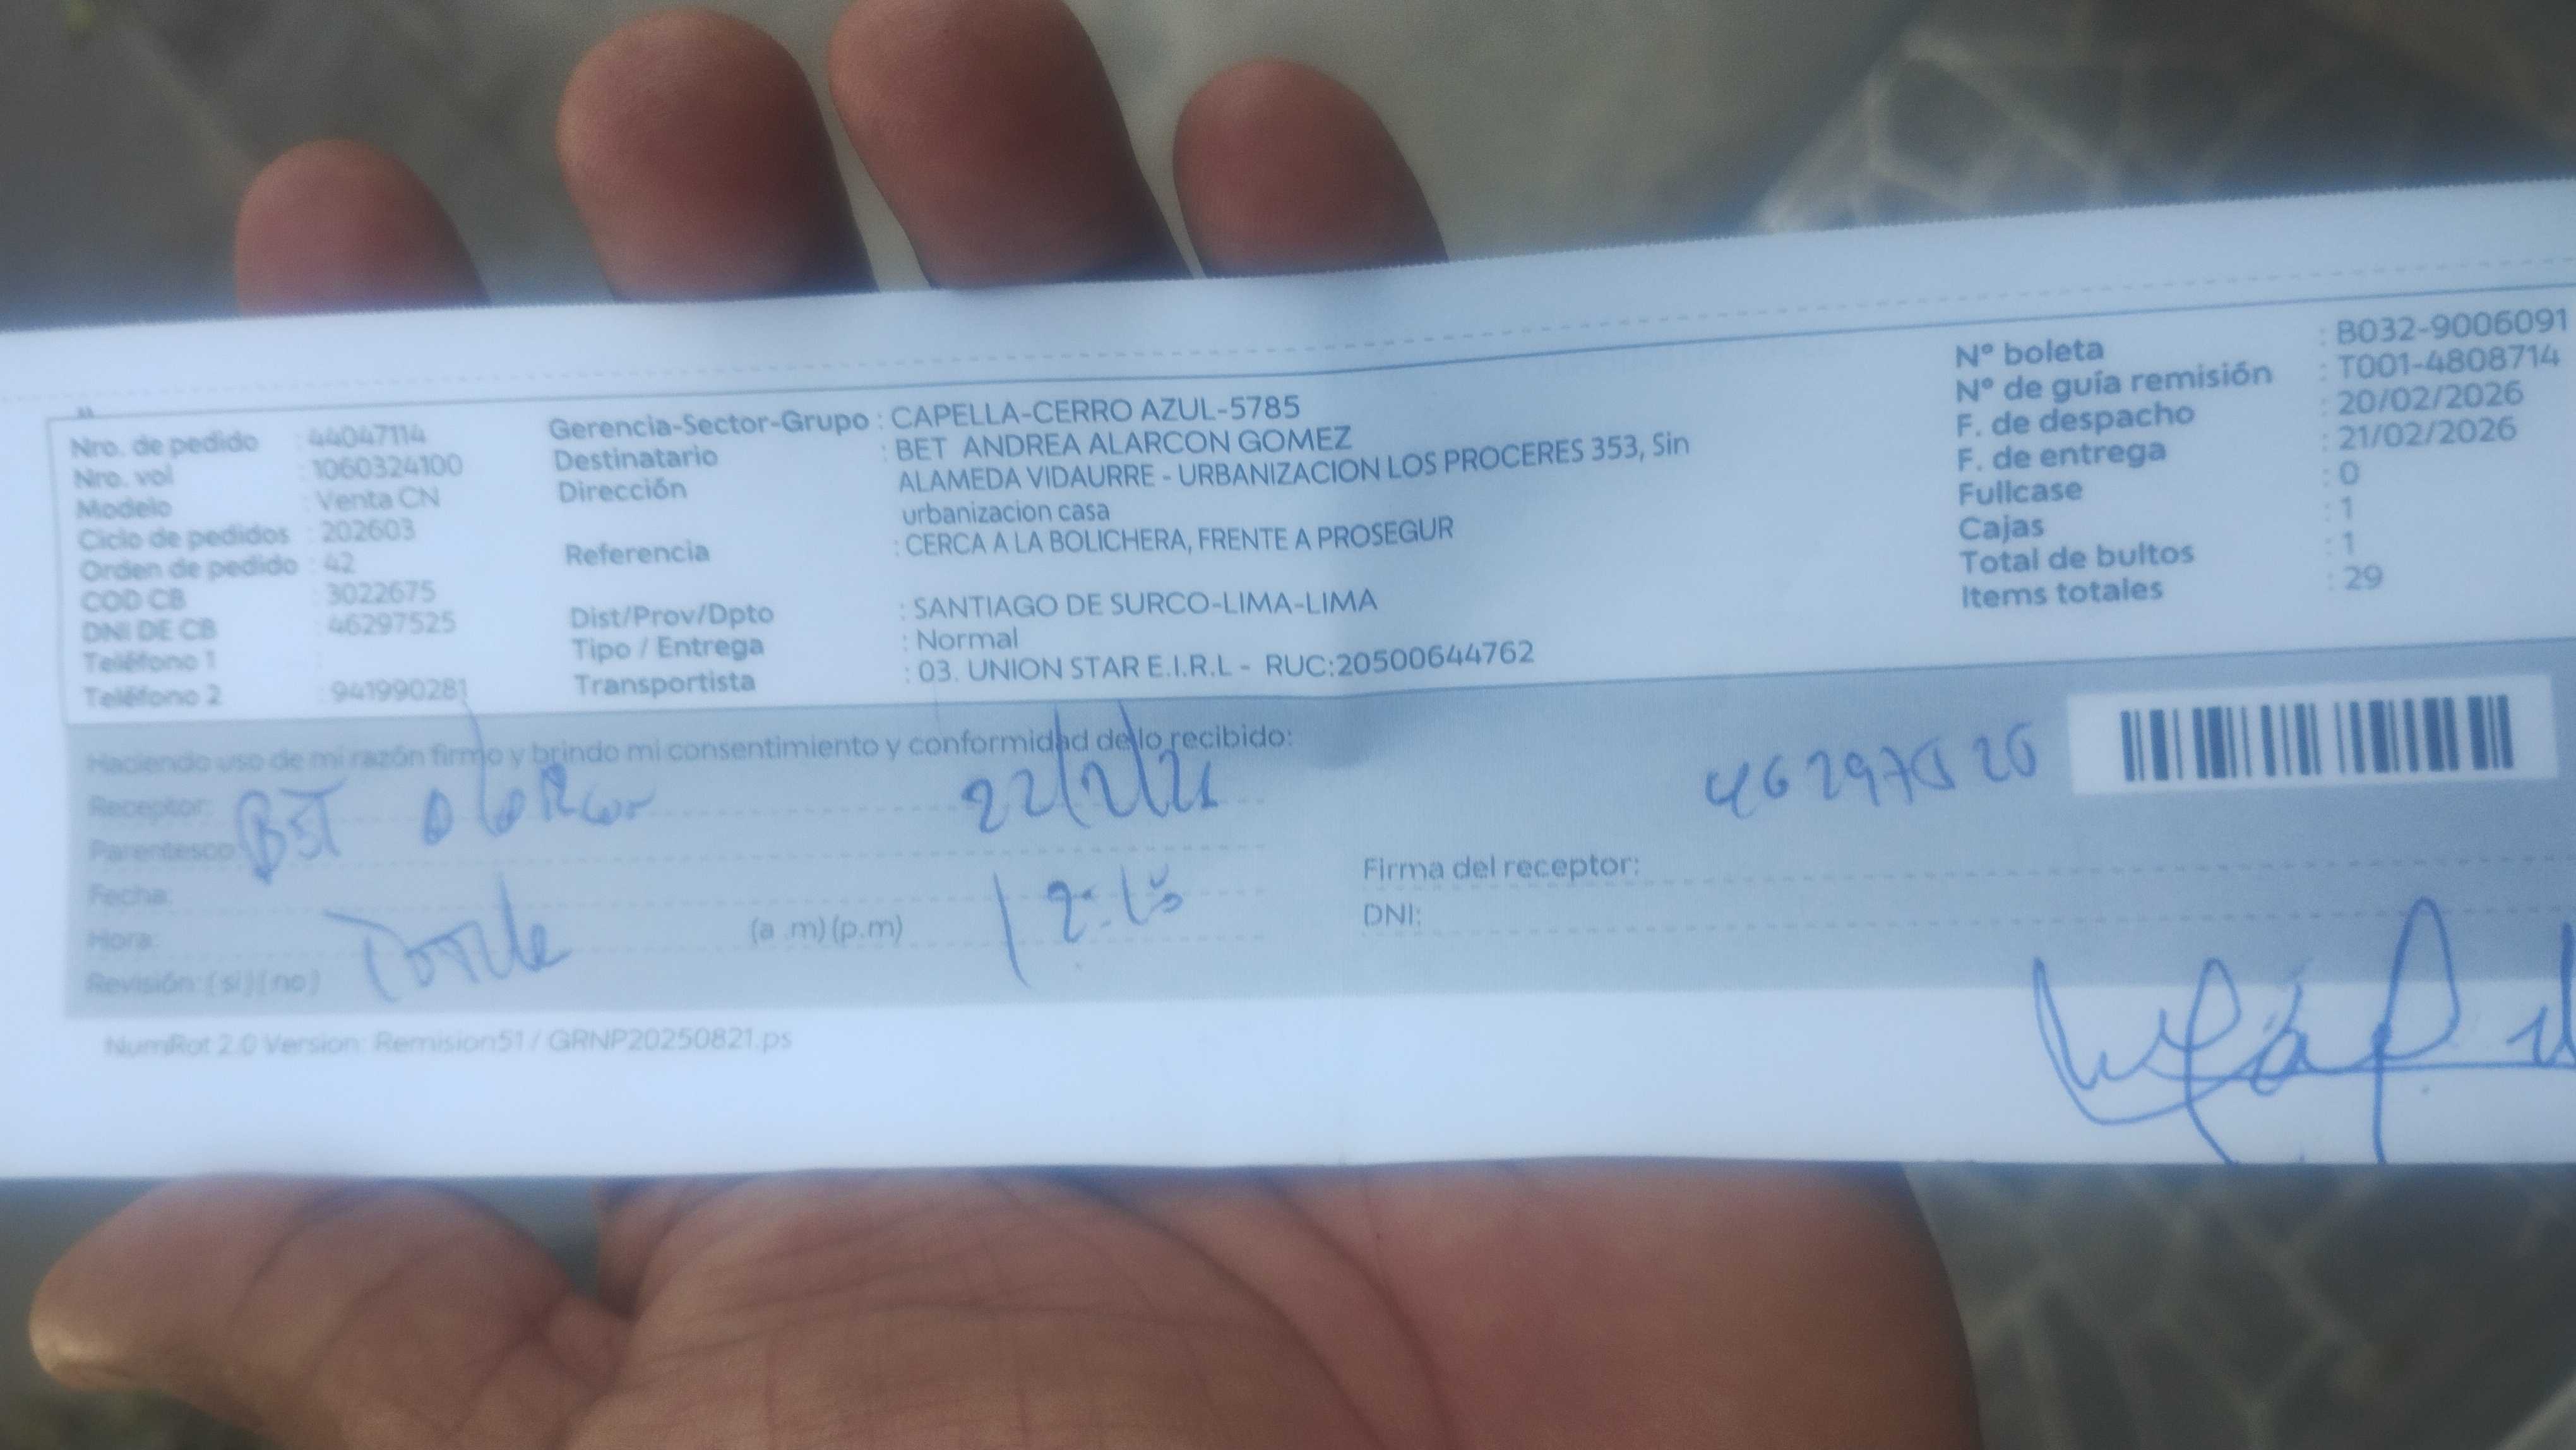 Nro. de pedido : 44047114
Nro. vol : 1060324100
Modelo : Venta CN
Ciclo de pedidos : 202603
Orden de pedido : 42
COD CB : 3022675
DNI DE CB : 46297525
Teléfono 1 :
Teléfono 2 : 941990281
Gerencia-Sector-Grupo : CAPELLA-CERRO AZUL-5785
Destinatario : BET ANDREA ALARCON GOMEZ
Dirección ALAMEDA VIDAURRE - URBANIZACION LOS PROCERES 353, Sin
urbanizacion casa
Referencia : CERCA A LA BOLICHERA, FRENTE A PROSEGUR
Dist/Prov/Dpto : SANTIAGO DE SURCO-LIMA-LIMA
Tipo / Entrega : Normal
Transportista : 03. UNION STAR E.I.R.L - RUC:20500644762
Nº boleta : B032-9006091
Nº de guía remisión : T001-4808714
F. de despacho : 20/02/2026
F. de entrega : 21/02/2026
Fullcase : 0
Cajas : 1
Total de bultos : 1
Items totales : 29
Haciendo uso de mi razón firmo y brindo mi consentimiento y conformidad de lo recibido:
Receptor:
Parentesco:
Fecha:
Hora: (a .m) (p.m)
Revisión: ( si ) ( no )
Firma del receptor:
DNI:
NumRot 2.0 Version: Remision51 / GRNP20250821.ps